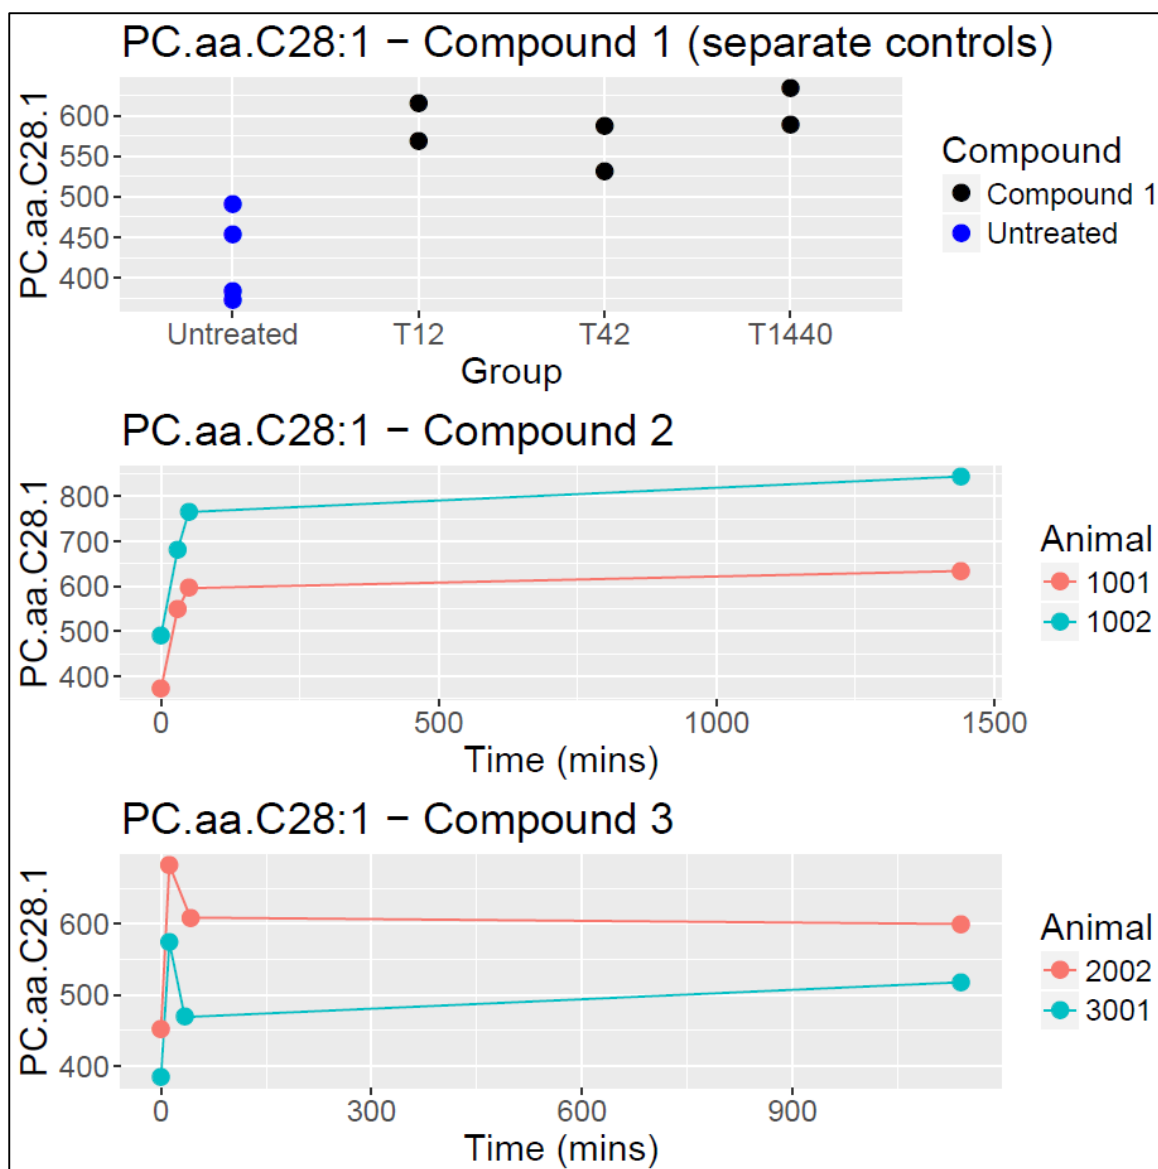 PC.aa.C28:1 − Compound 1 (separate controls)
PC.aa.C28.1
600
550
500
450
400
Untreated T12 T42 T1440
Group
Compound
Compound 1
Untreated
PC.aa.C28:1 − Compound 2
PC.aa.C28.1
800
700
600
500
400
0 500 1000 1500
Time (mins)
Animal
1001
1002
PC.aa.C28:1 − Compound 3
PC.aa.C28.1
600
500
400
0 300 600 900
Time (mins)
Animal
2002
3001